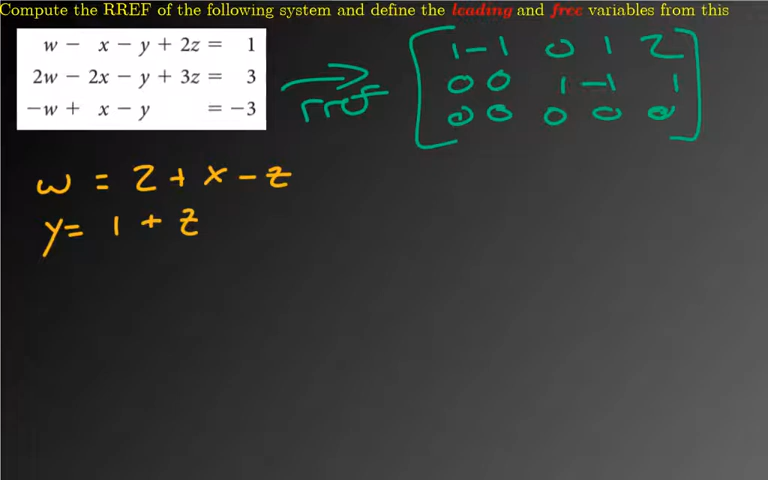 Compute the RREF of the following system and define the leading and free variables from this
w − x − y + 2z = 1
2w − 2x − y + 3z = 3
−w + x − y = −3
rref
1 −1 0 1 2
0 0 1 −1 1
0 0 0 0 0
w = 2 + x − z
y = 1 + z